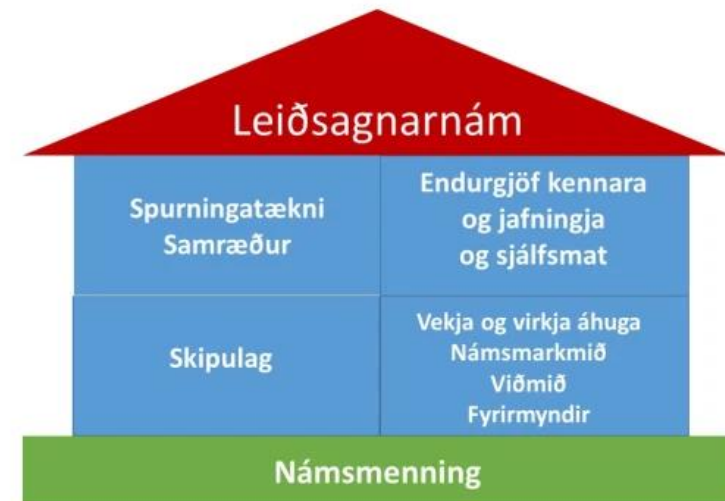 Leiðsagnarnám
Spurningatækni
Samræður
Endurgjöf kennara
og jafningja
og sjálfsmat
Skipulag
Vekja og virkja áhuga
Námsmarkmið
Viðmið
Fyrirmyndir
Námsmenning